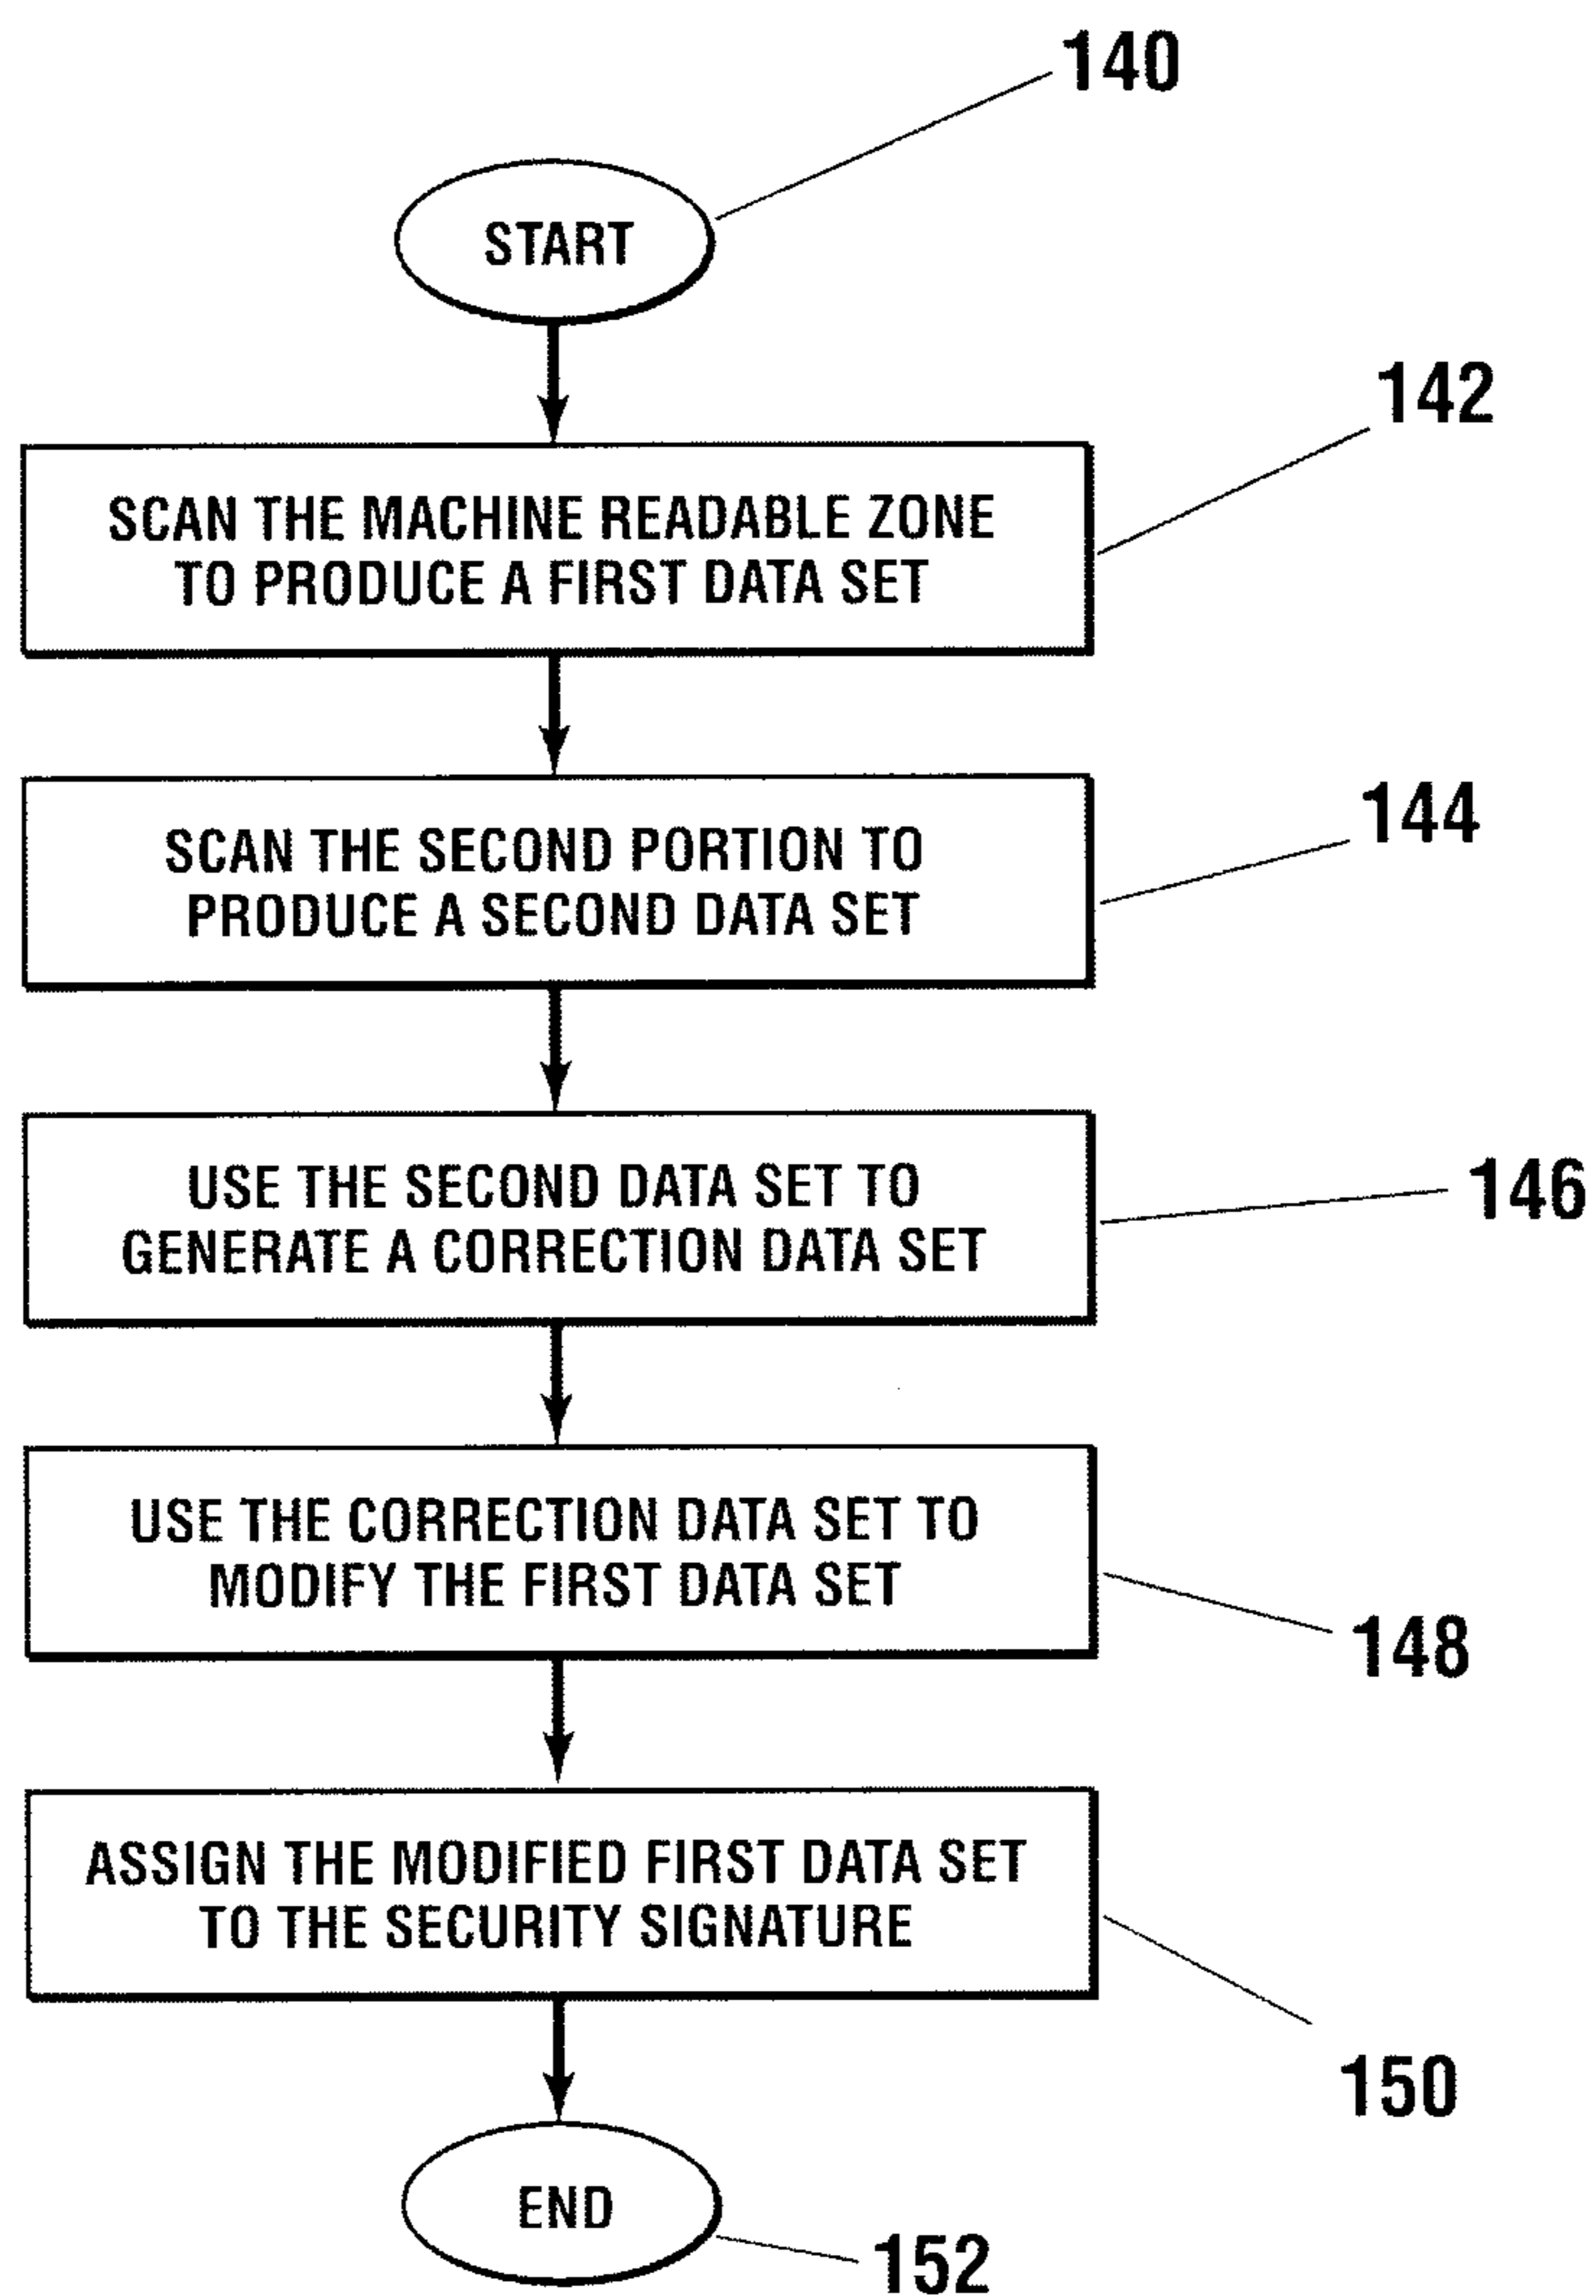 140
START
142
SCAN THE MACHINE READABLE ZONE
TO PRODUCE A FIRST DATA SET
144
SCAN THE SECOND PORTION TO
PRODUCE A SECOND DATA SET
146
USE THE SECOND DATA SET TO
GENERATE A CORRECTION DATA SET
USE THE CORRECTION DATA SET TO
MODIFY THE FIRST DATA SET
148
ASSIGN THE MODIFIED FIRST DATA SET
TO THE SECURITY SIGNATURE
150
END
152